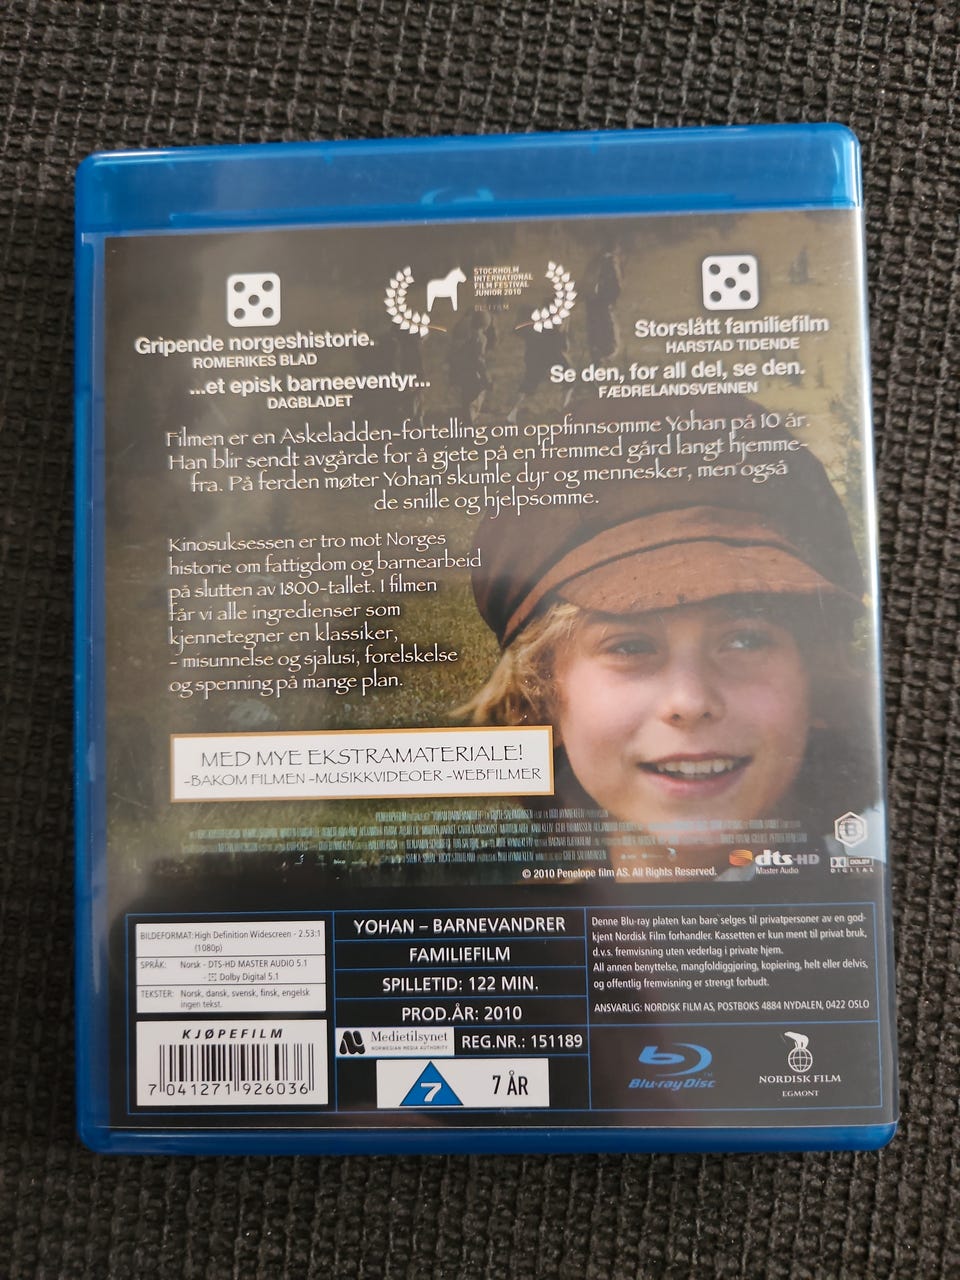 STOCKHOLM
INTERNATIONAL
FILM FESTIVAL
JUNIOR 2010
Gripende norgeshistorie.
ROMERIKES BLAD
...et episk barneeventyr...
DAGBLADET
Storslått familiefilm
HARSTAD TIDENDE
Se den, for all del, se den.
FÆDRELANDSVENNEN
Filmen er en Askeladden-fortelling om oppfinnsomme Yohan på 10 år.
Han blir sendt avgårde for å gjete på en fremmed gård langt hjemme-
fra. På ferden møter Yohan skumle dyr og mennesker, men også
de snille og hjelpsomme.
Kinosuksessen er tro mot Norges
historie om fattigdom og barnearbeid
på slutten av 1800-tallet. I filmen
får vi alle ingredienser som
kjennetegner en klassiker,
- misunnelse og sjalusi, forelskelse
og spenning på mange plan.
MED MYE EKSTRAMATERIALE!
-BAKOM FILMEN -MUSIKKVIDEOER -WEBFILMER
© 2010 Penelope film AS. All Rights Reserved.
dts-HD
Master Audio
DOLBY
DIGITAL
B
BILDEFORMAT: High Definition Widescreen - 2.53:1
(1080p)
SPRÅK: Norsk - DTS-HD MASTER AUDIO 5.1
- Dolby Digital 5.1
TEKSTER: Norsk, dansk, svensk, finsk, engelsk
ingen tekst.
KJØPEFILM
7 041271 926036
YOHAN – BARNEVANDRER
FAMILIEFILM
SPILLETID: 122 MIN.
PROD.ÅR: 2010
Medietilsynet
NORWEGIAN MEDIA AUTHORITY
REG.NR.: 151189
7
7 ÅR
Denne Blu-ray platen kan bare selges til privatpersoner av en god-
kjent Nordisk Film forhandler. Kassetten er kun ment til privat bruk,
d.v.s. fremvisning uten vederlag i private hjem.
All annen benyttelse, mangfoldiggjøring, kopiering, helt eller delvis,
og offentlig fremvisning er strengt forbudt.
ANSVARLIG: NORDISK FILM AS, POSTBOKS 4884 NYDALEN, 0422 OSLO
Blu-ray Disc
TM
NORDISK FILM
EGMONT